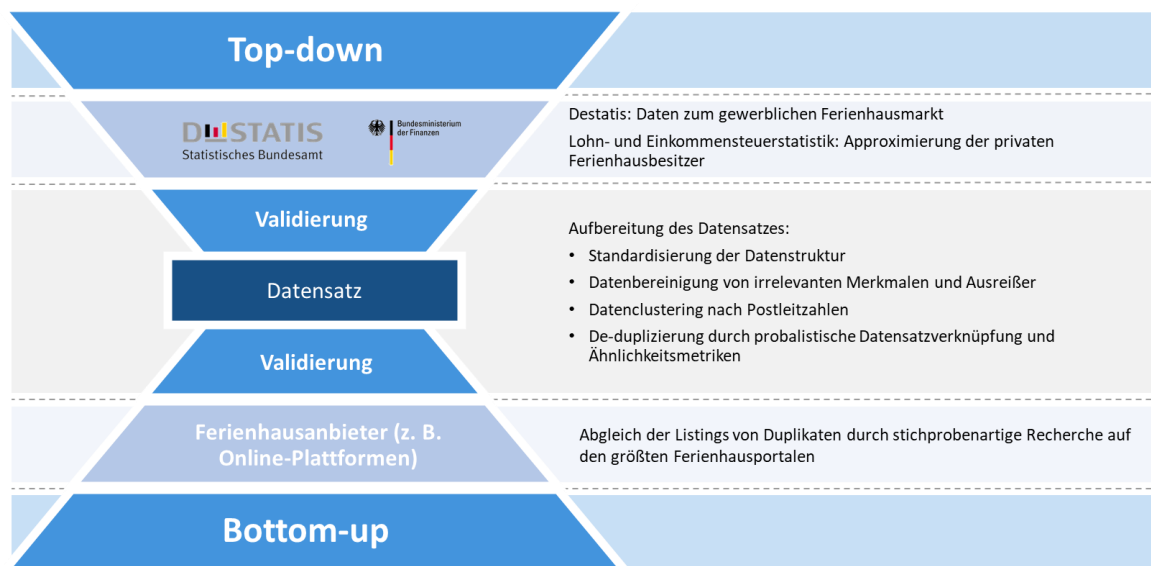 Top-down
DESTATIS
Statistisches Bundesamt
Bundesministerium
der Finanzen
Destatis: Daten zum gewerblichen Ferienhausmarkt
Lohn- und Einkommensteuerstatistik: Approximierung der privaten
Ferienhausbesitzer
Validierung
Datensatz
Validierung
Aufbereitung des Datensatzes:
• Standardisierung der Datenstruktur
• Datenbereinigung von irrelevanten Merkmalen und Ausreißer
• Datenclustering nach Postleitzahlen
• De-duplizierung durch probalistische Datensatzverknüpfung und
Ähnlichkeitsmetriken
Ferienhausanbieter (z. B.
Online-Plattformen)
Abgleich der Listings von Duplikaten durch stichprobenartige Recherche auf
den größten Ferienhausportalen
Bottom-up